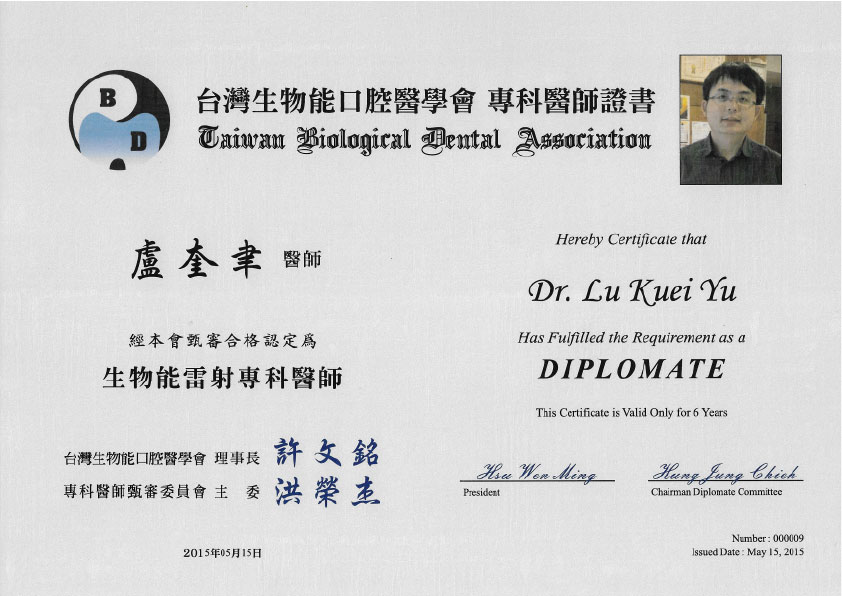 BD
台灣生物能口腔醫學會 專科醫師證書
Taiwan Biological Dental Association
盧奎聿 醫師
經本會甄審合格認定爲
生物能雷射專科醫師
台灣生物能口腔醫學會 理事長 許文銘
專科醫師甄審委員會 主 委 洪榮杰
2015年05月15日
Hereby Certificate that
Dr. Lu Kuei Yu
Has Fulfilled the Requirement as a
DIPLOMATE
This Certificate is Valid Only for 6 Years
Hsu Wen Ming
President
Hung Jung Chieh
Chairman Diplomate Committee
Number : 000009
Issued Date : May 15, 2015